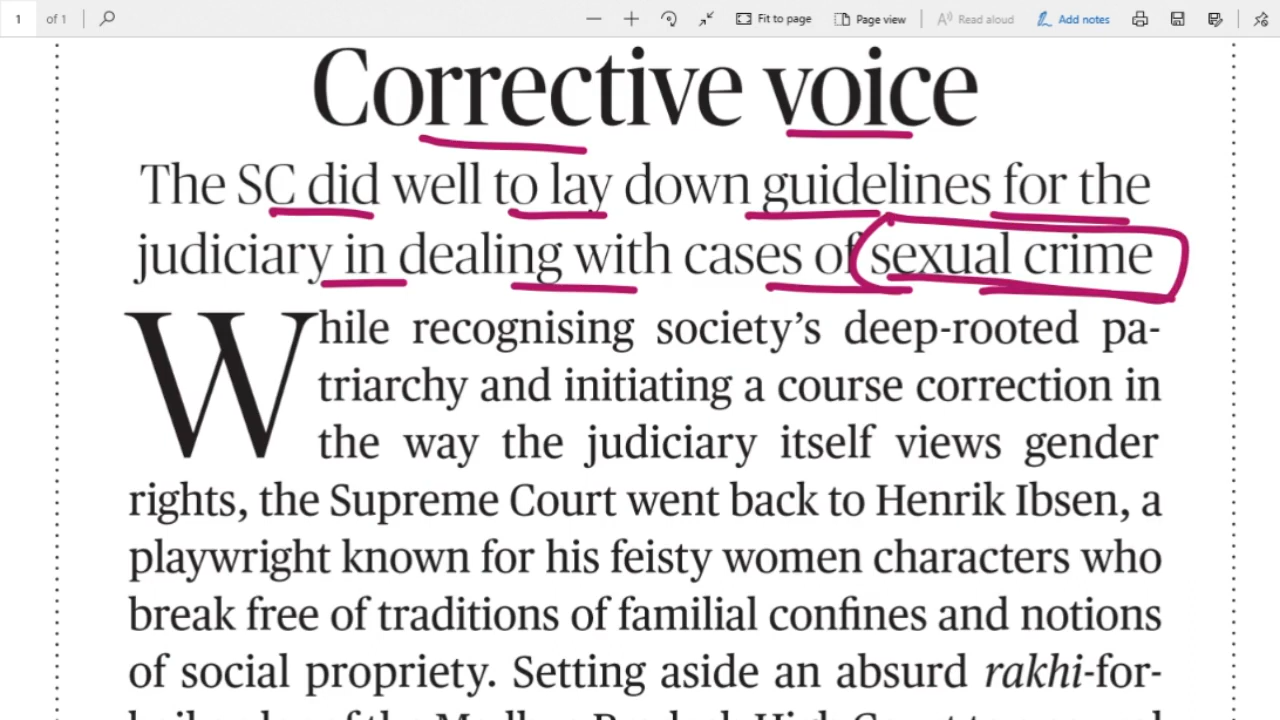 1 of 1 Fit to page Page view Read aloud Add notes
Corrective voice
The SC did well to lay down guidelines for the
judiciary in dealing with cases of sexual crime
While recognising society's deep-rooted pa-
triarchy and initiating a course correction in
the way the judiciary itself views gender
rights, the Supreme Court went back to Henrik Ibsen, a
playwright known for his feisty women characters who
break free of traditions of familial confines and notions
of social propriety. Setting aside an absurd rakhi-for-